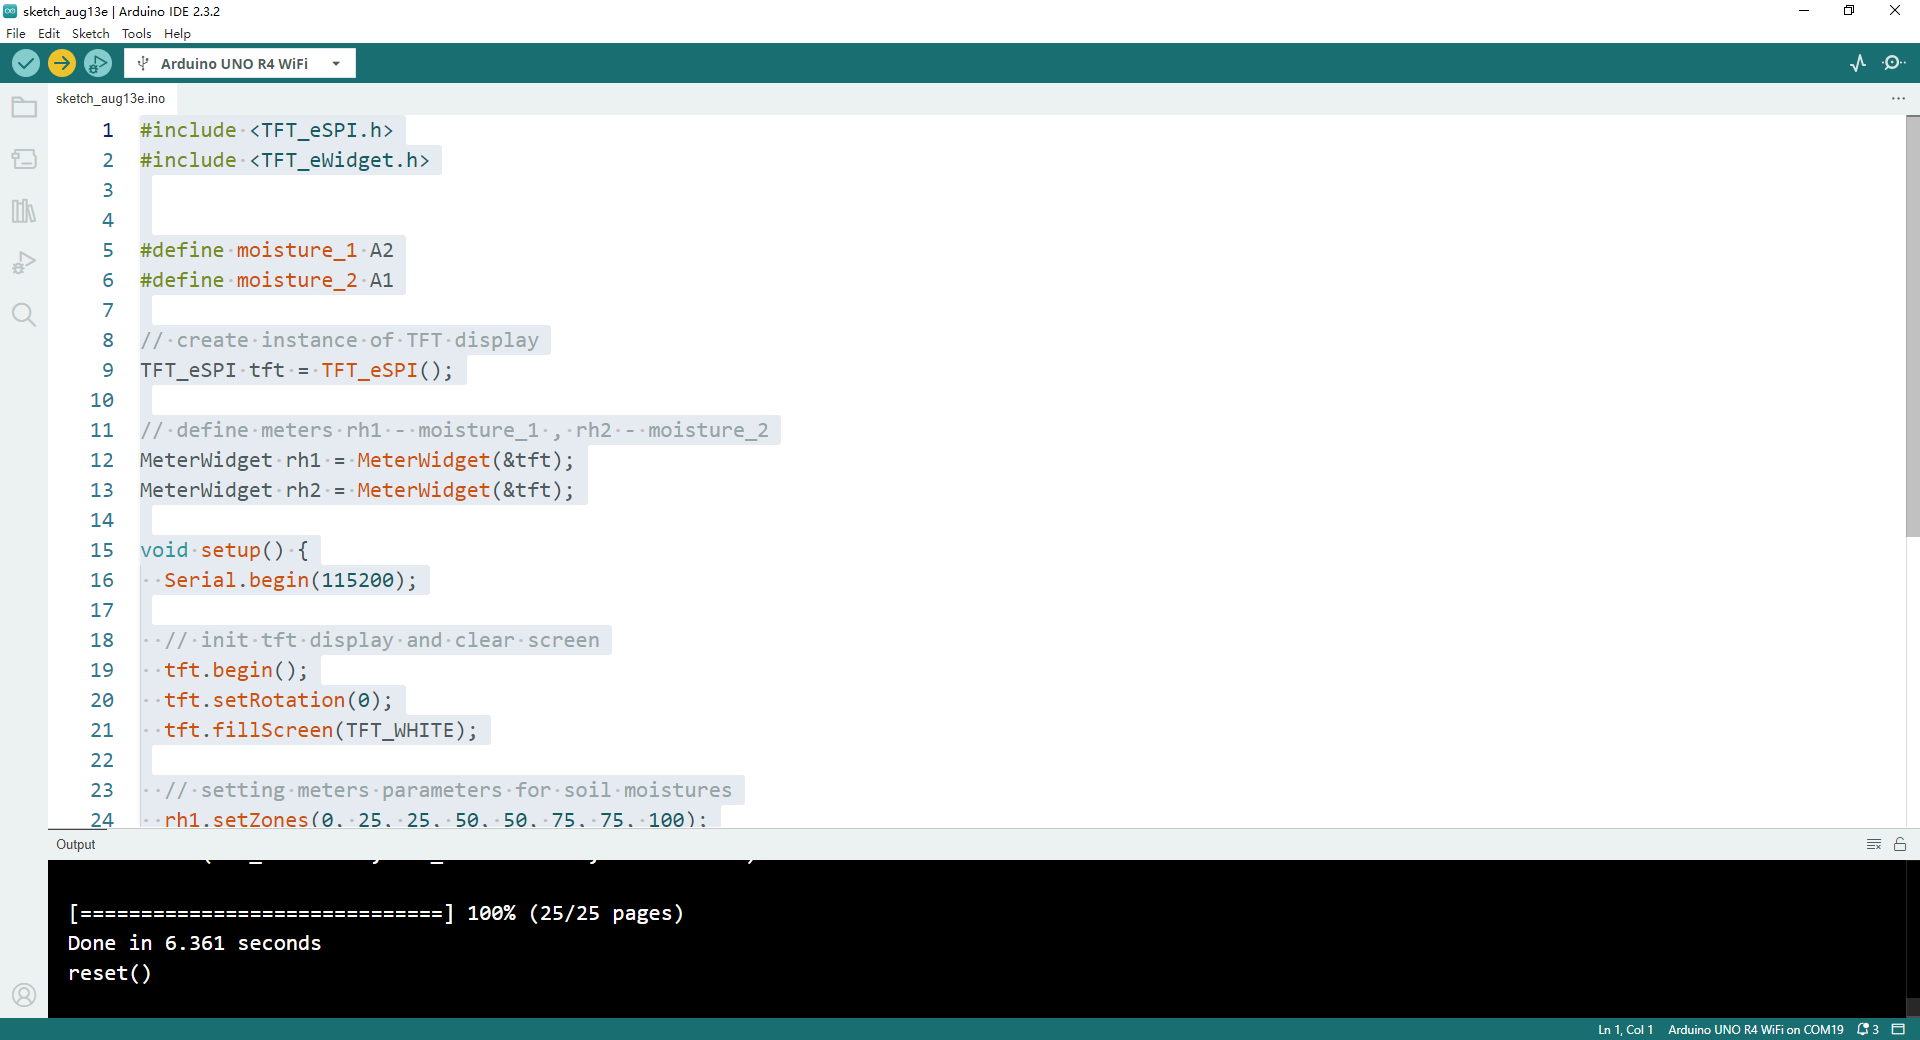 sketch_aug13e | Arduino IDE 2.3.2
File Edit Sketch Tools Help
Arduino UNO R4 WiFi
sketch_aug13e.ino
1 #include <TFT_eSPI.h>
2 #include <TFT_eWidget.h>
3
4
5 #define moisture_1 A2
6 #define moisture_2 A1
7
8 // create instance of TFT display
9 TFT_eSPI tft = TFT_eSPI();
10
11 // define meters rh1 - moisture_1 , rh2 - moisture_2
12 MeterWidget rh1 = MeterWidget(&tft);
13 MeterWidget rh2 = MeterWidget(&tft);
14
15 void setup() {
16 Serial.begin(115200);
17
18 // init tft display and clear screen
19 tft.begin();
20 tft.setRotation(0);
21 tft.fillScreen(TFT_WHITE);
22
23 // setting meters parameters for soil moistures
24 rh1.setZones(0, 25, 25, 50, 50, 75, 75, 100);
Output
[==============================] 100% (25/25 pages)
Done in 6.361 seconds
reset()
Ln 1, Col 1 Arduino UNO R4 WiFi on COM19 3